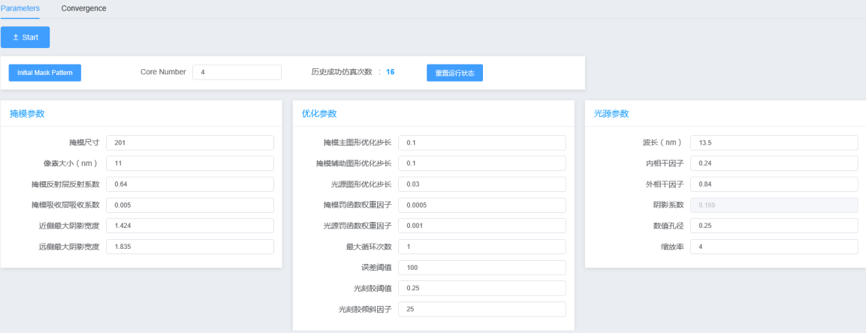 Parameters Convergence
Start
Initial Mask Pattern Core Number 4 历史成功仿真次数 : 16 重置运行状态
掩模参数
掩模尺寸 201
像素大小（nm） 11
掩模反射层反射系数 0.64
掩模吸收层吸收系数 0.005
近侧最大阴影宽度 1.424
远侧最大阴影宽度 1.835
优化参数
掩模主图形优化步长 0.1
掩模辅助图形优化步长 0.1
光源图形优化步长 0.03
掩模罚函数权重因子 0.0005
光源罚函数权重因子 0.001
最大循环次数 1
误差阈值 100
光刻胶阈值 0.25
光刻胶倾斜因子 25
光源参数
波长（nm） 13.5
内相干因子 0.24
外相干因子 0.84
阴影系数
数值孔径 0.25
缩放率 4